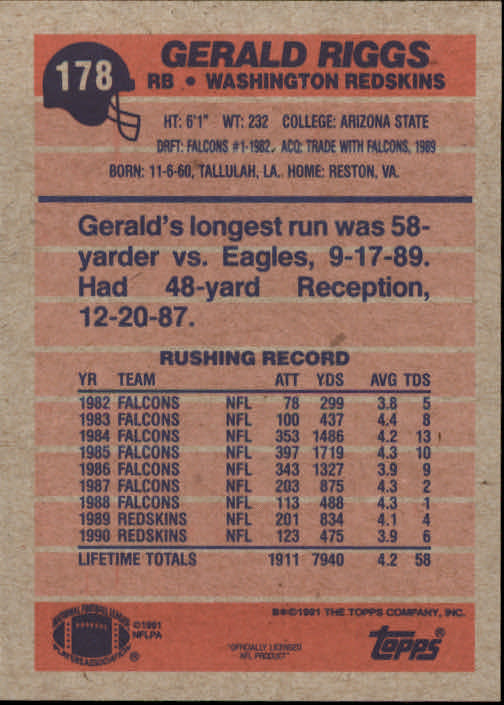 178
GERALD RIGGS
RB • WASHINGTON REDSKINS
HT: 6'1" WT: 232 COLLEGE: ARIZONA STATE
DRFT: FALCONS #1-1982. ACQ: TRADE WITH FALCONS, 1989
BORN: 11-6-60, TALLULAH, LA. HOME: RESTON, VA.
Gerald's longest run was 58-
yarder vs. Eagles, 9-17-89.
Had 48-yard Reception,
12-20-87.
RUSHING RECORD
YR TEAM ATT YDS AVG TDS
1982 FALCONS NFL 78 299 3.8 5
1983 FALCONS NFL 100 437 4.4 8
1984 FALCONS NFL 353 1486 4.2 13
1985 FALCONS NFL 397 1719 4.3 10
1986 FALCONS NFL 343 1327 3.9 9
1987 FALCONS NFL 203 875 4.3 2
1988 FALCONS NFL 113 488 4.3 1
1989 REDSKINS NFL 201 834 4.1 4
1990 REDSKINS NFL 123 475 3.9 6
LIFETIME TOTALS 1911 7940 4.2 58
NATIONAL FOOTBALL LEAGUE
PLAYERS ASSOCIATION ®
©1991
NFLPA
"OFFICIALLY LICENSED
NFL PRODUCT"
©1991 THE TOPPS COMPANY, INC.
topps®